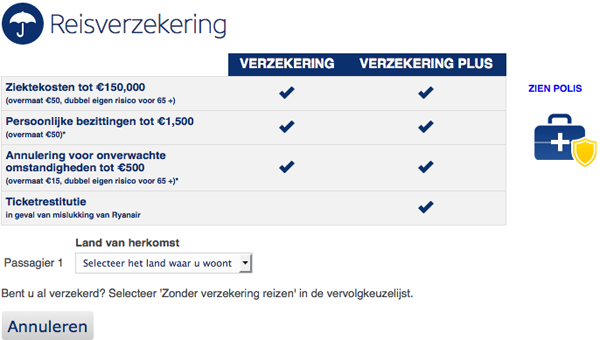 Reisverzekering
VERZEKERING VERZEKERING PLUS
Ziektekosten tot €150,000
(overmaat €50, dubbel eigen risico voor 65 +)
ZIEN POLIS
Persoonlijke bezittingen tot €1,500
(overmaat €50)*
Annulering voor onverwachte
omstandigheden tot €500
(overmaat €15, dubbel eigen risico voor 65 +)*
Ticketrestitutie
in geval van mislukking van Ryanair
Land van herkomst
Passagier 1 Selecteer het land waar u woont
Bent u al verzekerd? Selecteer 'Zonder verzekering reizen' in de vervolgkeuzelijst.
Annuleren